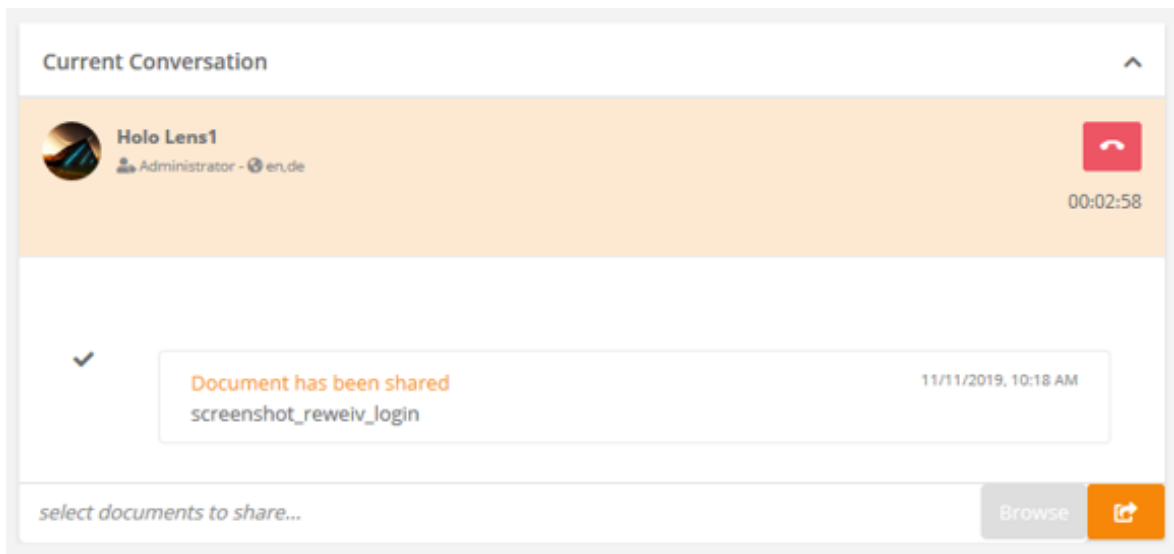 Current Conversation
Holo Lens1
Administrator - en,de
00:02:58
Document has been shared
11/11/2019, 10:18 AM
screenshot_reweiv_login
select documents to share...
Browse